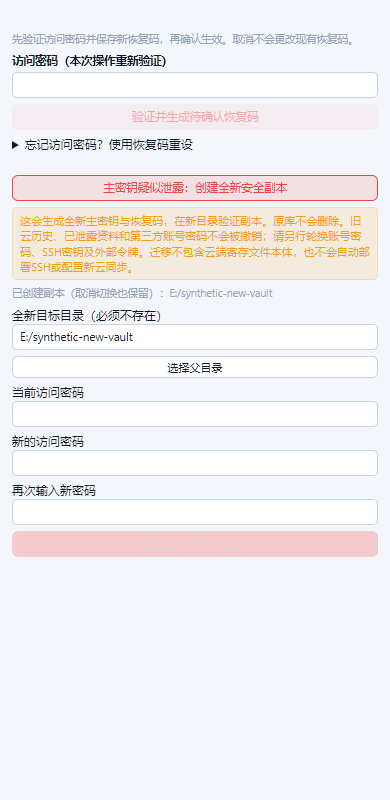 先验证访问密码并保存新恢复码，再确认生效。取消不会更改现有恢复码。
访问密码（本次操作重新验证）
验证并生成待确认恢复码
▶ 忘记访问密码？使用恢复码重设
主密钥疑似泄露：创建全新安全副本
这会生成全新主密钥与恢复码，在新目录验证副本。原库不会删除。旧
云历史、已泄露资料和第三方账号密码不会被撤销；请另行轮换账号密
码、SSH密钥及外部令牌。迁移不包含云端寄存文件本体，也不会自动部
署SSH或配置新云同步。
已创建副本（取消切换也保留）：E:/synthetic-new-vault
全新目标目录（必须不存在）
E:/synthetic-new-vault
选择父目录
当前访问密码
新的访问密码
再次输入新密码